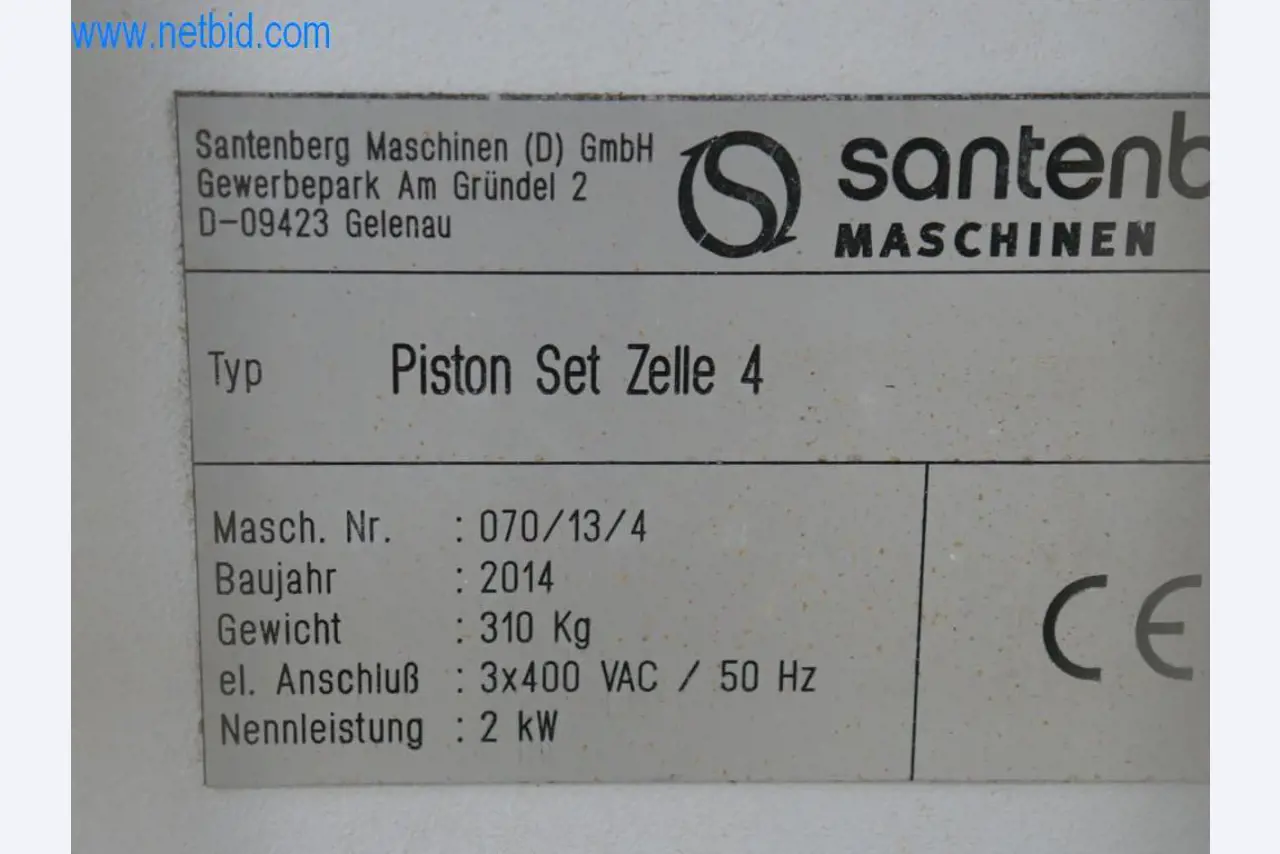 www.netbid.com
Santenberg Maschinen (D) GmbH
Gewerbepark Am Gründel 2
D-09423 Gelenau
santenb
MASCHINEN
Typ Piston Set Zelle 4
Masch. Nr. : 070/13/4
Baujahr : 2014
Gewicht : 310 Kg
el. Anschluß : 3x400 VAC / 50 Hz
Nennleistung : 2 kW
CE